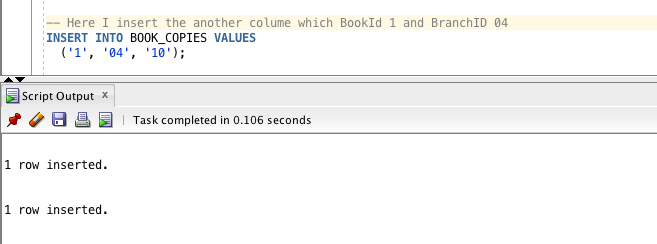 -- Here I insert the another colume which BookId 1 and BranchID 04
INSERT INTO BOOK_COPIES VALUES
('1', '04', '10');
Script Output x
Task completed in 0.106 seconds
1 row inserted.
1 row inserted.